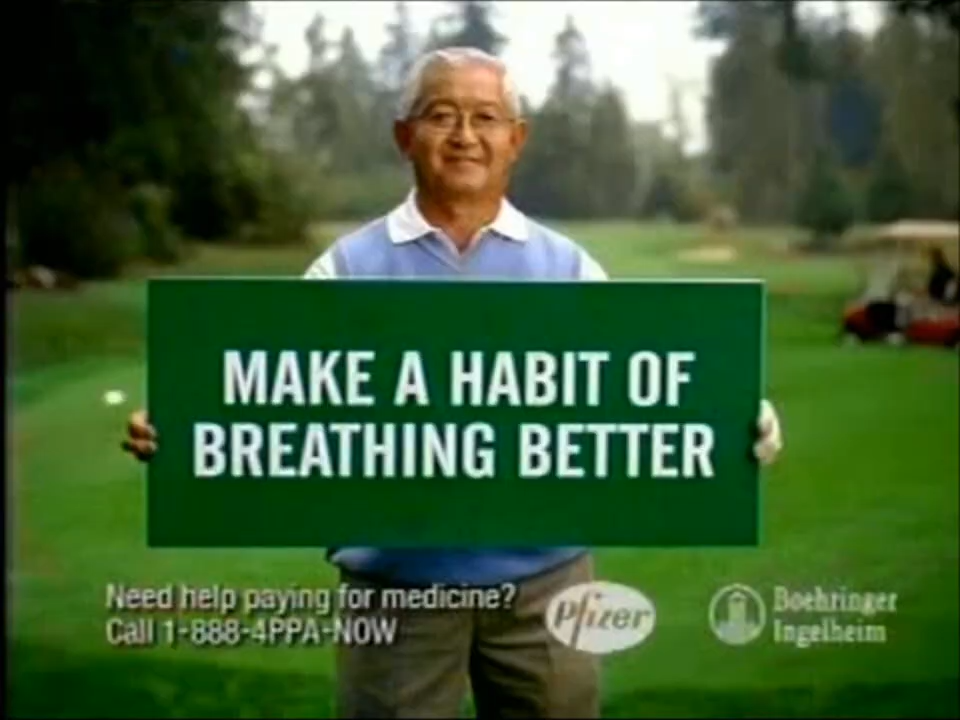 MAKE A HABIT OF
BREATHING BETTER
Need help paying for medicine?
Call 1-888-4PPA-NOW
Pfizer
Boehringer
Ingelheim